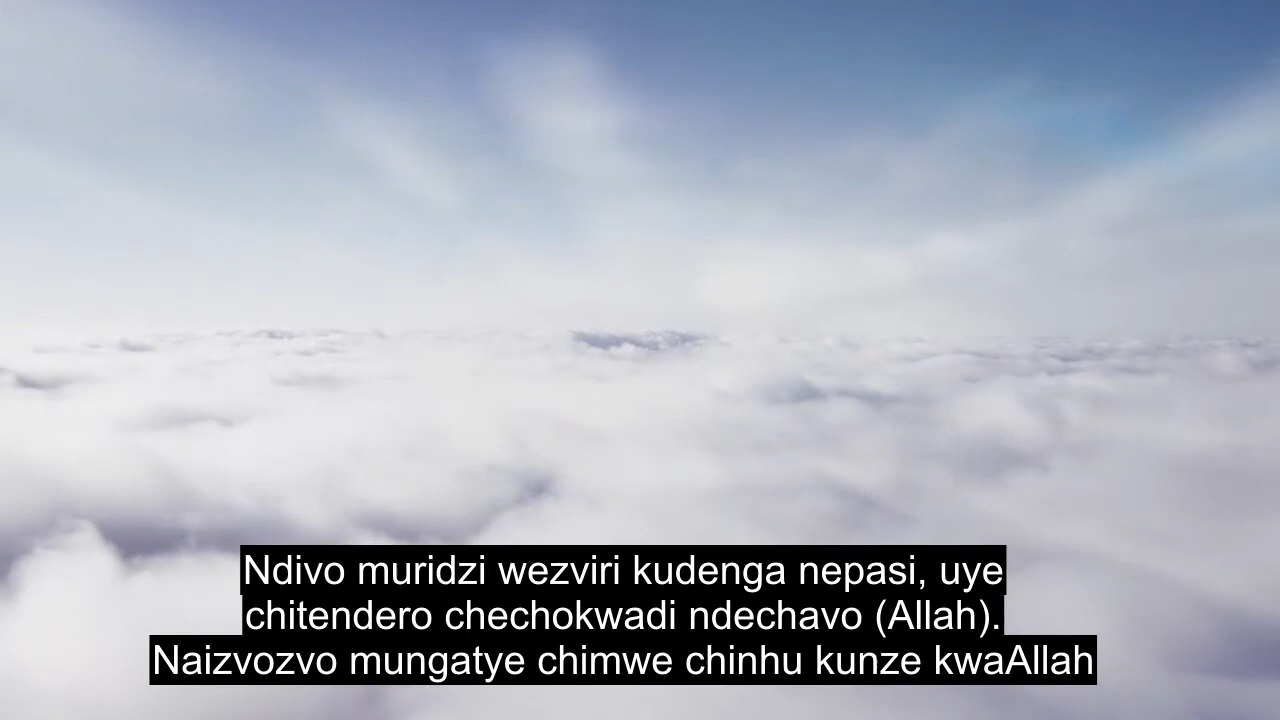 Ndivo muridzi wezviri kudenga nepasi, uye
chitendero chechokwadi ndechavo (Allah).
Naizvozvo mungatye chimwe chinhu kunze kwaAllah